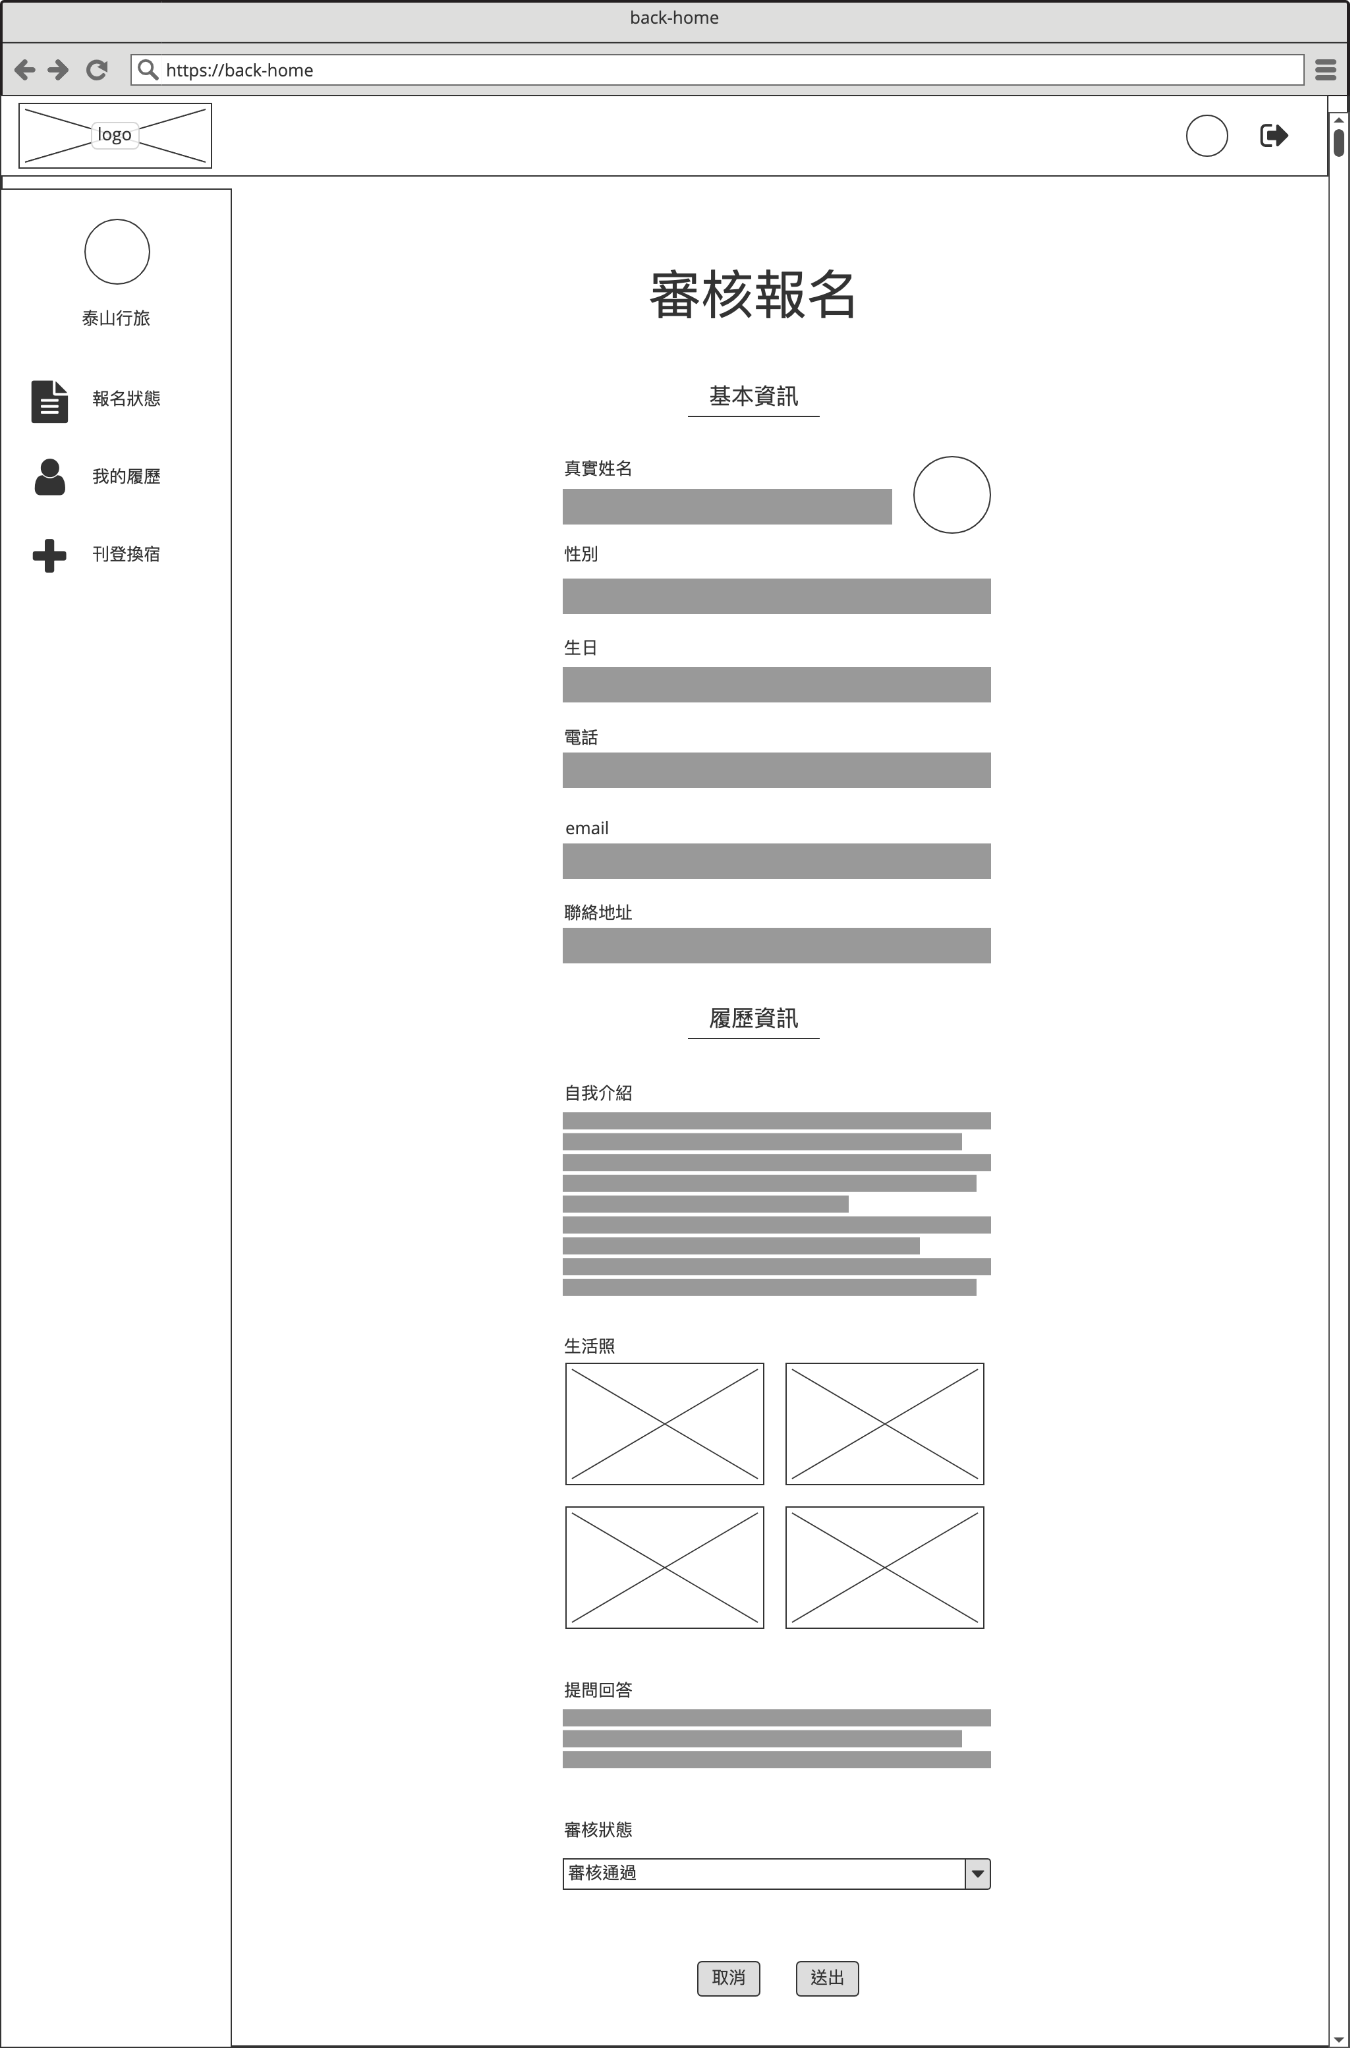 back-home
https://back-home
logo
泰山行旅
報名狀態
我的履歷
刊登換宿
審核報名
基本資訊
真實姓名
性別
生日
電話
email
聯絡地址
履歷資訊
自我介紹
生活照
提問回答
審核狀態
審核通過
取消
送出